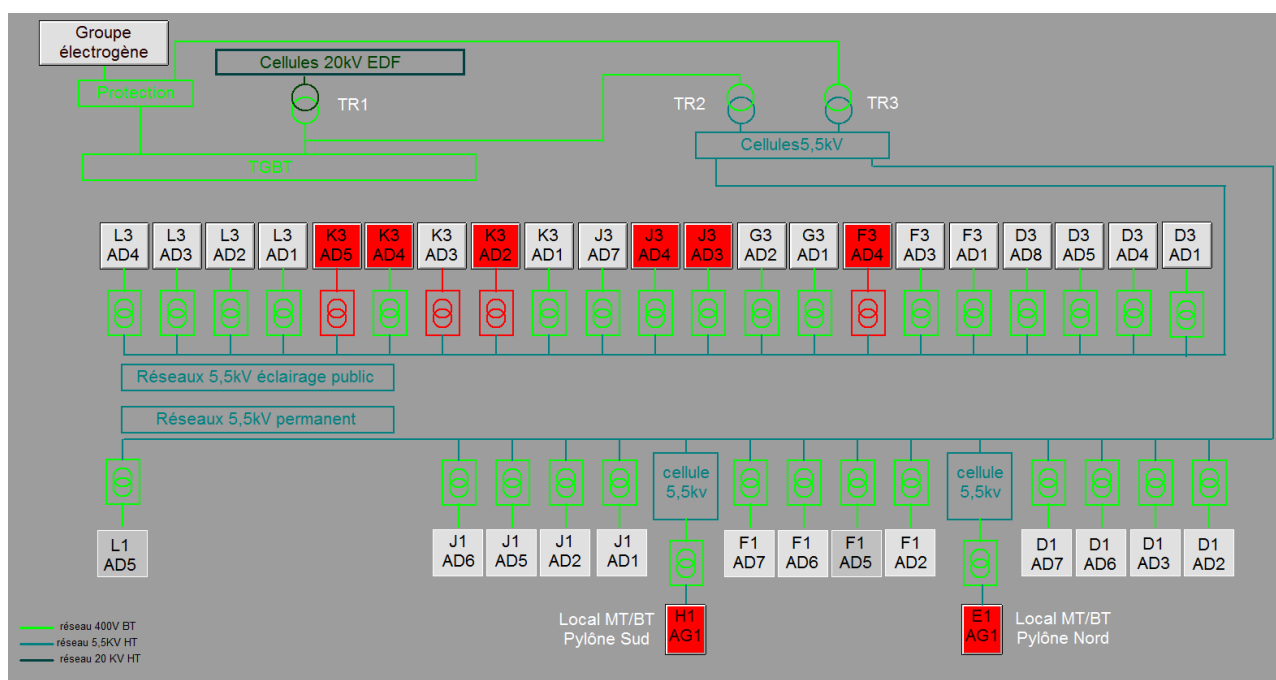 Groupe
électrogène
Cellules 20kV EDF
Protection
TR1
TR2
TR3
Cellules5,5kV
TGBT
L3
AD4
L3
AD3
L3
AD2
L3
AD1
K3
AD5
K3
AD4
K3
AD3
K3
AD2
K3
AD1
J3
AD7
J3
AD4
J3
AD3
G3
AD2
G3
AD1
F3
AD4
F3
AD3
F3
AD1
D3
AD8
D3
AD5
D3
AD4
D3
AD1
Réseaux 5,5kV éclairage public
Réseaux 5,5kV permanent
cellule
5,5kv
cellule
5,5kv
L1
AD5
J1
AD6
J1
AD5
J1
AD2
J1
AD1
F1
AD7
F1
AD6
F1
AD5
F1
AD2
D1
AD7
D1
AD6
D1
AD3
D1
AD2
Local MT/BT
Pylône Sud
H1
AG1
E1
AG1
Local MT/BT
Pylône Nord
réseau 400V BT
réseau 5,5KV HT
réseau 20 KV HT